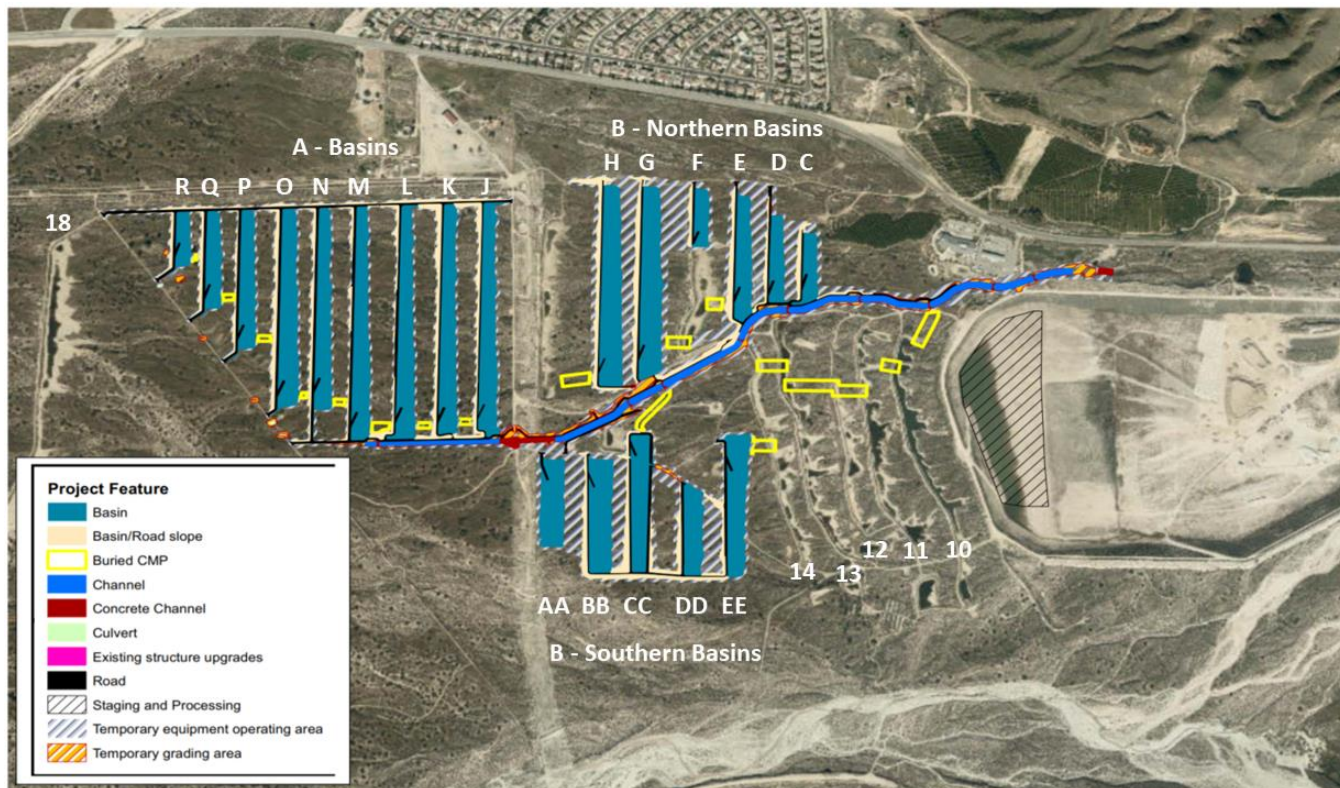 B - Northern Basins
A - Basins
H G F E D C
R Q P O N M L K J
18
12 11 10
14 13
AA BB CC DD EE
B - Southern Basins
Project Feature
Basin
Basin/Road slope
Buried CMP
Channel
Concrete Channel
Culvert
Existing structure upgrades
Road
Staging and Processing
Temporary equipment operating area
Temporary grading area